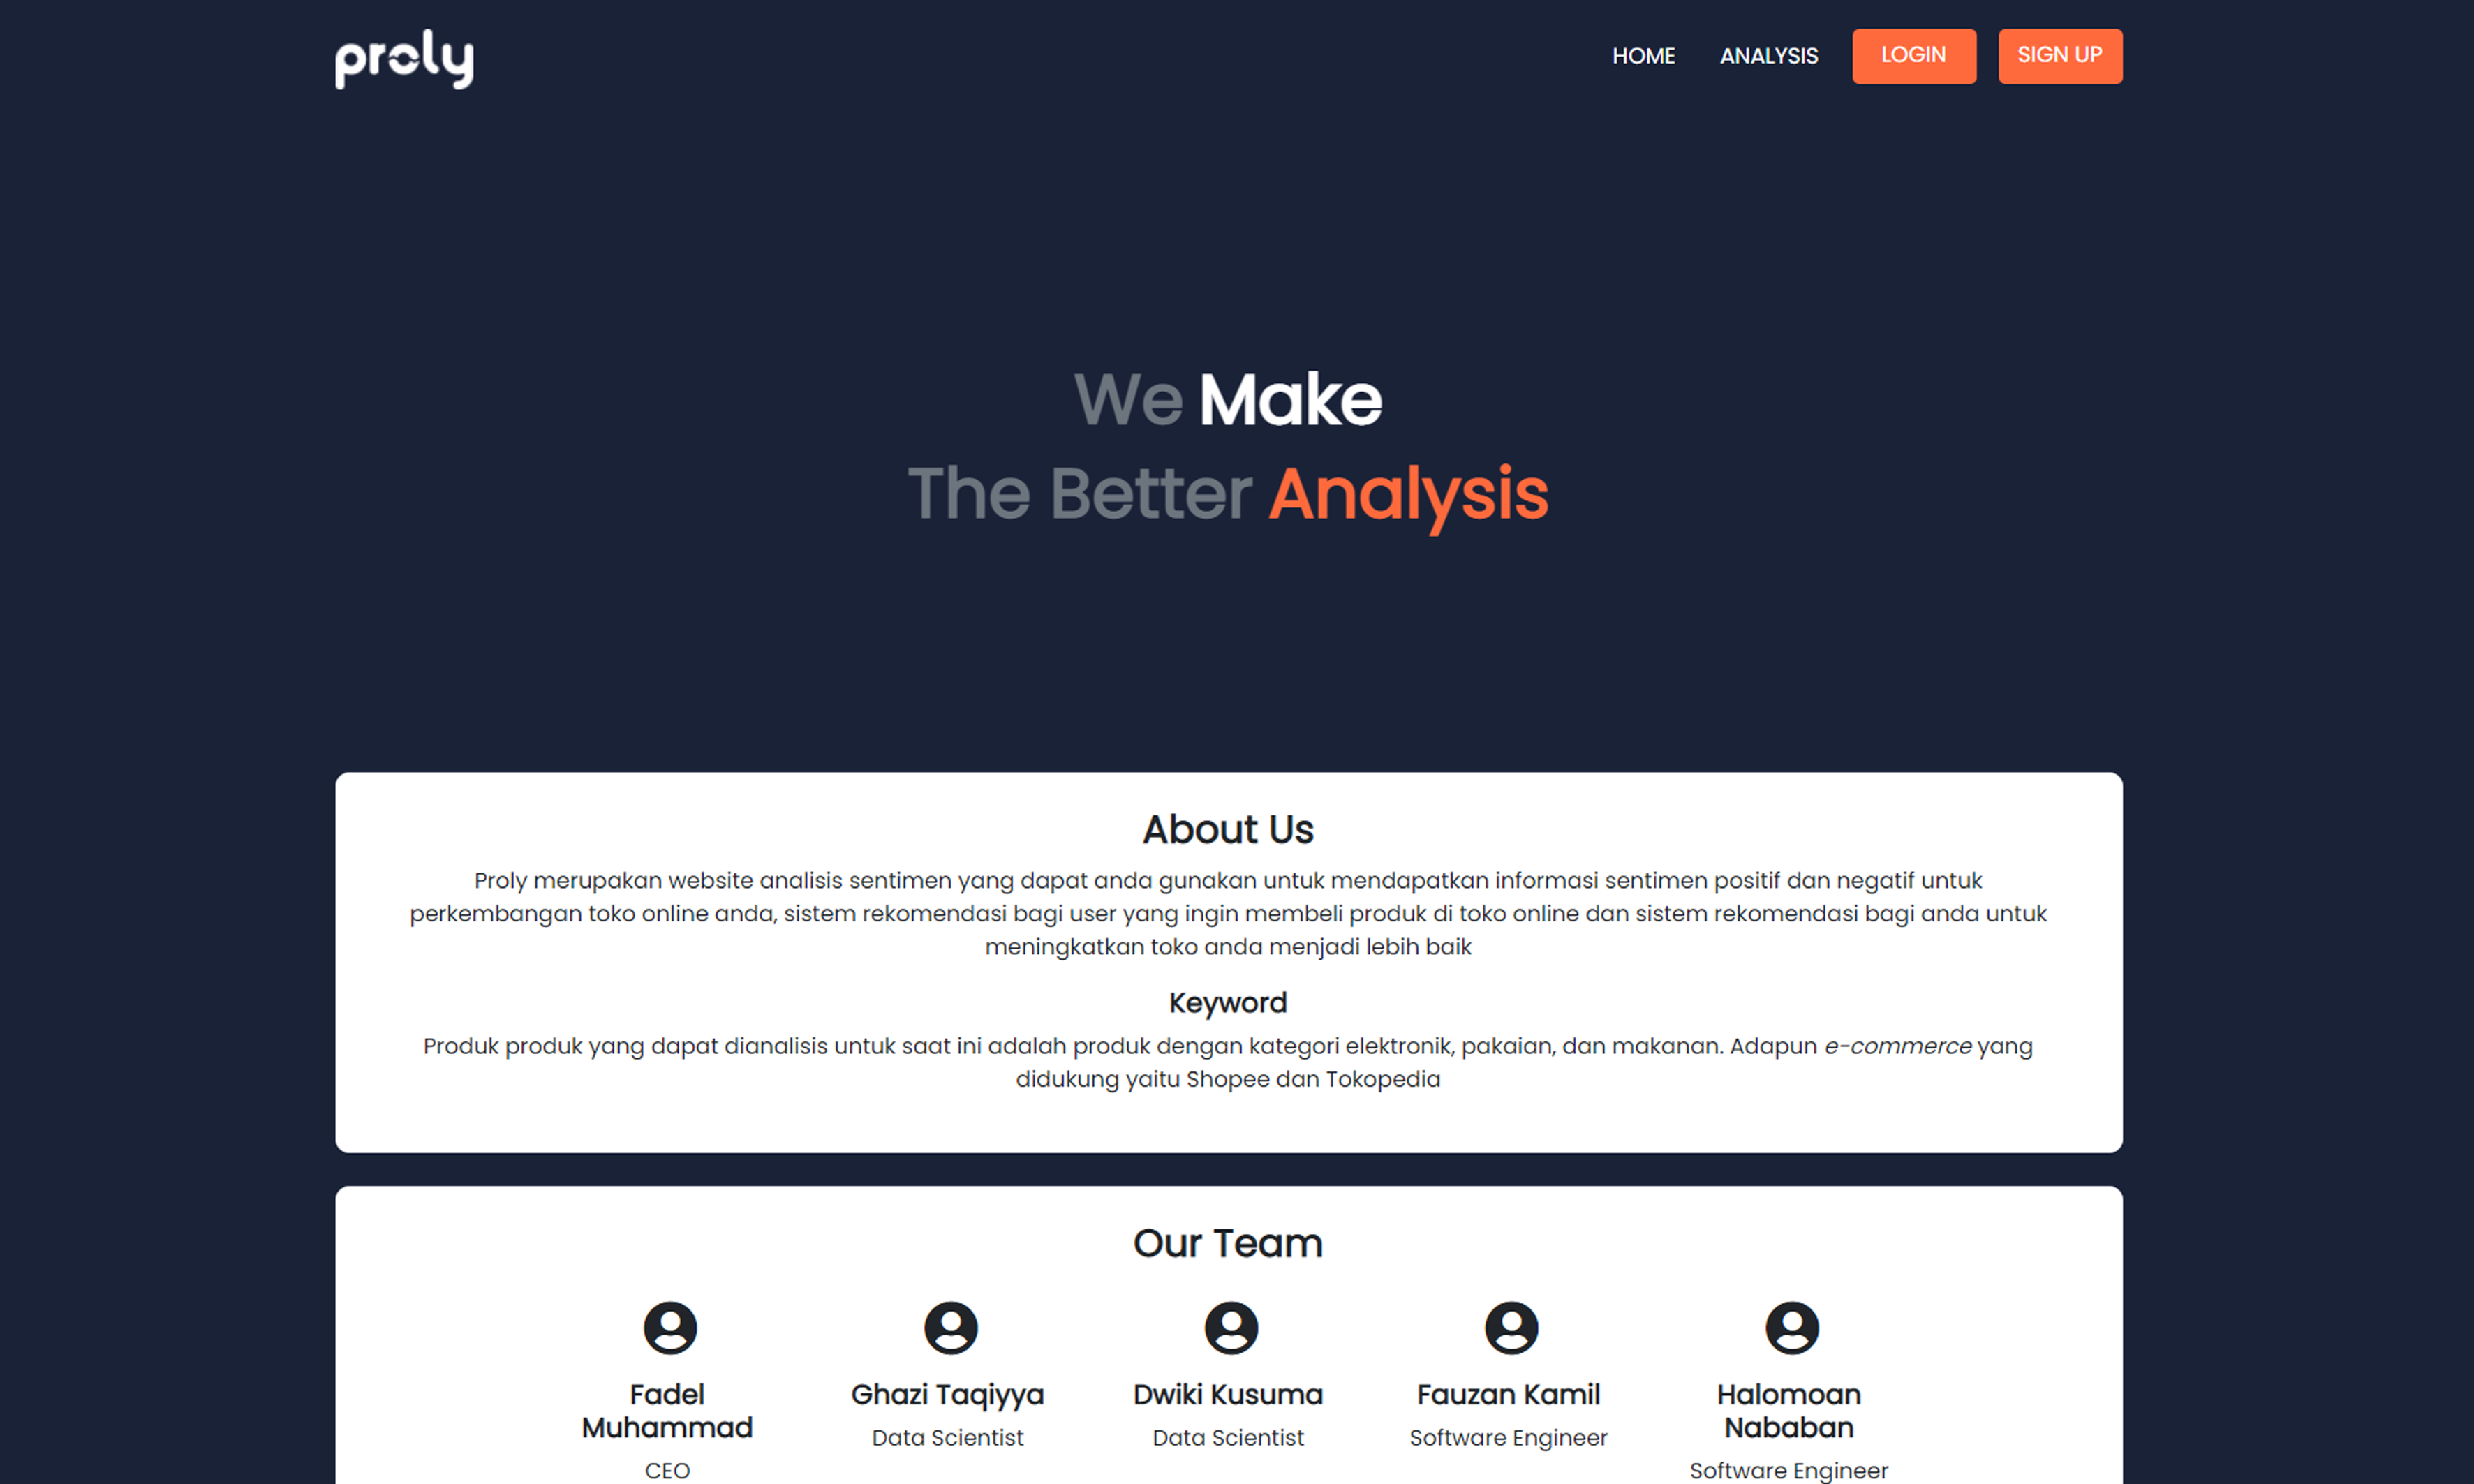 proly
HOME ANALYSIS LOGIN SIGN UP
We Make
The Better Analysis
About Us
Proly merupakan website analisis sentimen yang dapat anda gunakan untuk mendapatkan informasi sentimen positif dan negatif untuk
perkembangan toko online anda, sistem rekomendasi bagi user yang ingin membeli produk di toko online dan sistem rekomendasi bagi anda untuk
meningkatkan toko anda menjadi lebih baik
Keyword
Produk produk yang dapat dianalisis untuk saat ini adalah produk dengan kategori elektronik, pakaian, dan makanan. Adapun e-commerce yang
didukung yaitu Shopee dan Tokopedia
Our Team
Fadel
Muhammad
CEO
Ghazi Taqiyya
Data Scientist
Dwiki Kusuma
Data Scientist
Fauzan Kamil
Software Engineer
Halomoan
Nababan
Software Engineer